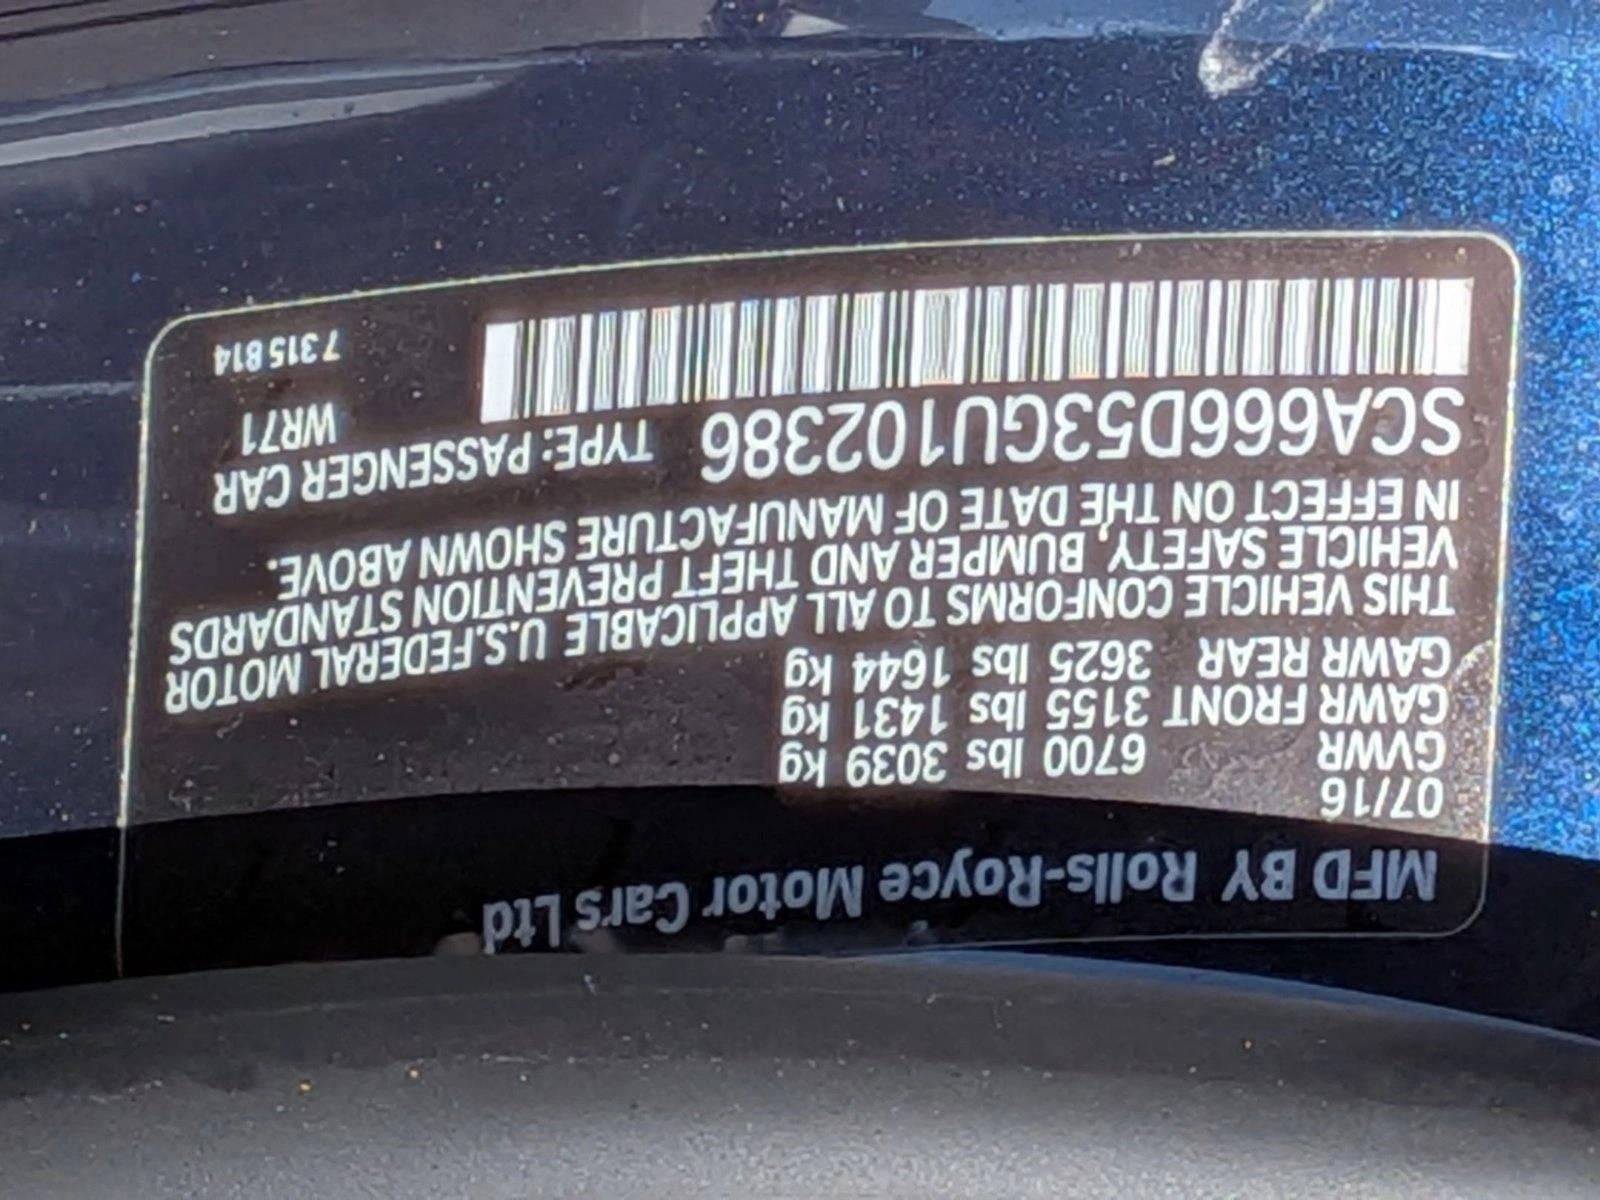 MFD BY Rolls-Royce Motor Cars Ltd
07/16
GVWR 6700 lbs 3039 kg
GAWR FRONT 3155 lbs 1431 kg
GAWR REAR 3625 lbs 1644 kg
THIS VEHICLE CONFORMS TO ALL APPLICABLE U.S.FEDERAL MOTOR
VEHICLE SAFETY, BUMPER AND THEFT PREVENTION STANDARDS
IN EFFECT ON THE DATE OF MANUFACTURE SHOWN ABOVE.
SCA666D53GU102386 TYPE: PASSENGER CAR
WR71
7 315 814